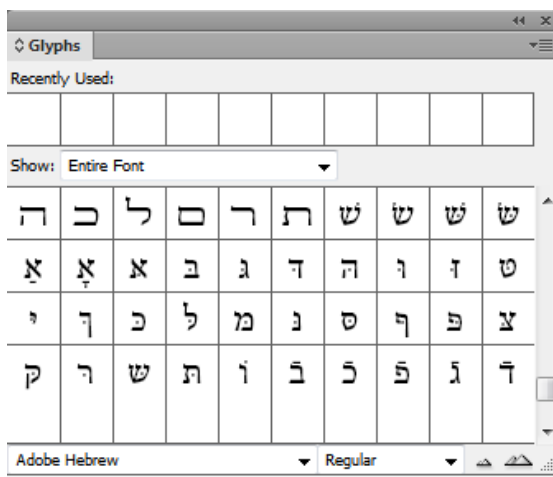 Glyphs
Recently Used:
Show: Entire Font
ﬣ ﬤ ﬥ ﬦ ﬧ ﬨ שׁ שׂ שּׁ שּׂ
אַ אָ אּ בּ גּ דּ הּ וּ זּ טּ
יּ ךּ כּ לּ מּ נּ סּ ףּ פּ צּ
קּ רּ שּ תּ וֹ בֿ כֿ פֿ גֿ דֿ
Adobe Hebrew Regular